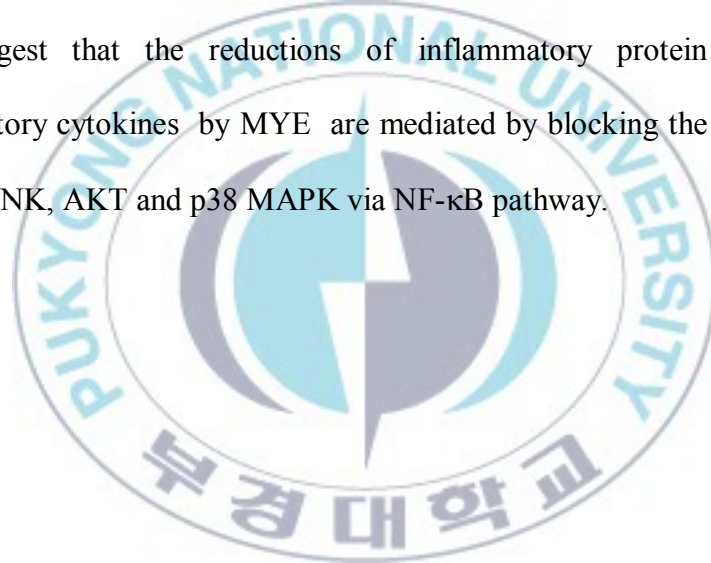 gest that the reductions of inflammatory protein
tory cytokines by MYE are mediated by blocking the
NK, AKT and p38 MAPK via NF-κB pathway.
PUKYONG NATIONAL UNIVERSITY
부경대학교